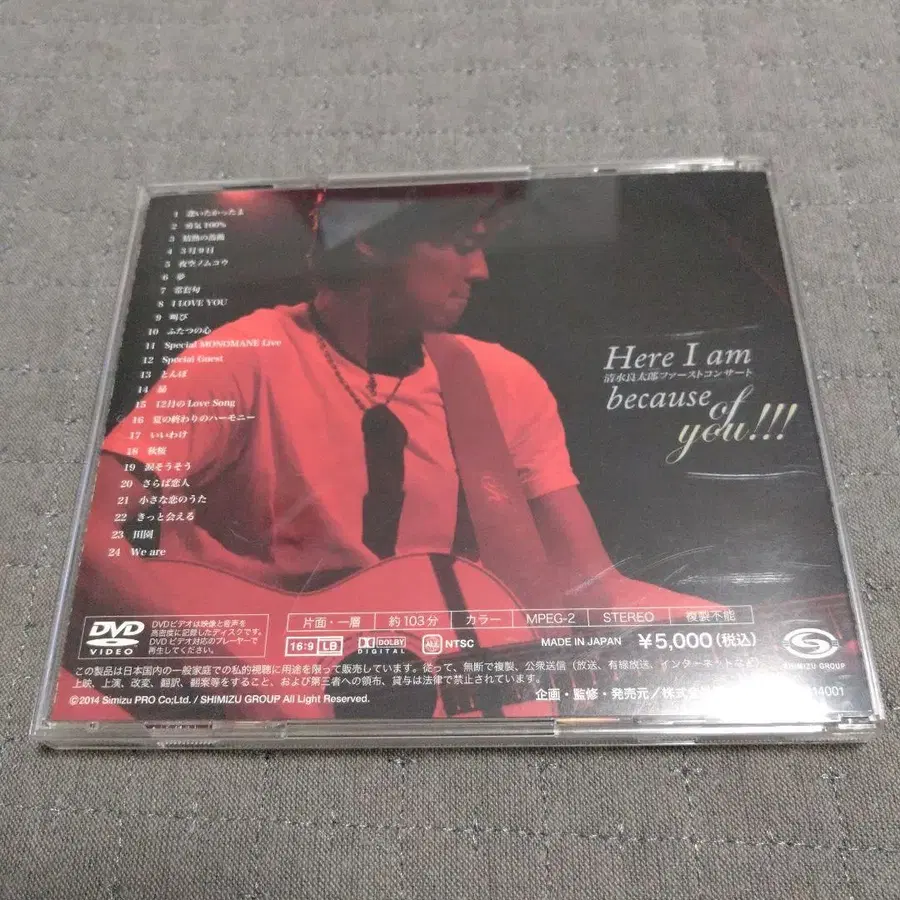 1 逢いたかったよ
2 勇気100%
3 情熱の薔薇
4 3月9日
5 夜空ノムコウ
6 夢
7 常套句
8 I LOVE YOU
9 叫び
10 ふたつの心
11 Special MONOMANE Live
12 Special Guest
13 とんぼ
14
15 12月のLove Song
16 夏の終わりのハーモニー
17 いいわけ
18 秋桜
19 涙そうそう
20 さらば恋人
21 小さな恋のうた
22 きっと会える
23 田園
24 We are
Here I am
清水良太郎ファーストコンサート
because of
you!!!
DVD
VIDEO
DVDビデオは映像と音声を
高密度に記録したディスクです。
DVDビデオ対応のプレーヤーで
再生してください。
片面・一層 約103分 カラー MPEG-2 STEREO 複製不能
16:9 LB DOLBY DIGITAL ALL NTSC MADE IN JAPAN ¥5,000(税込)
SHIMIZU GROUP
この製品は日本国内の一般家庭での私的視聴に用途を限って販売しています。従って、無断で複製、公衆送信(放送、有線放送、インターネットなど)
上映、上演、改変、翻訳、翻案等をすること、および第三者への頒布、貸与は法律で禁止されています。
©2014 Simizu PRO Co;Ltd. / SHIMIZU GROUP All Light Reserved.
企画・監修・発売元/株式会社
14001